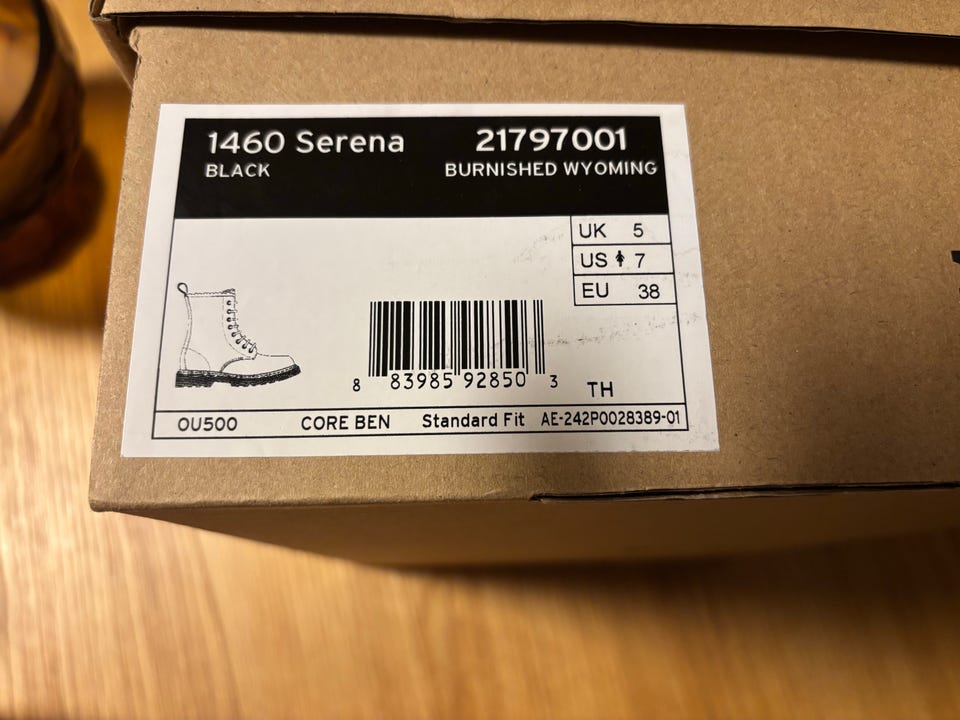 1460 Serena 21797001
BLACK BURNISHED WYOMING
UK 5
US 7
EU 38
8 83985 92850 3 TH
OU500 CORE BEN Standard Fit AE-242P0028389-01